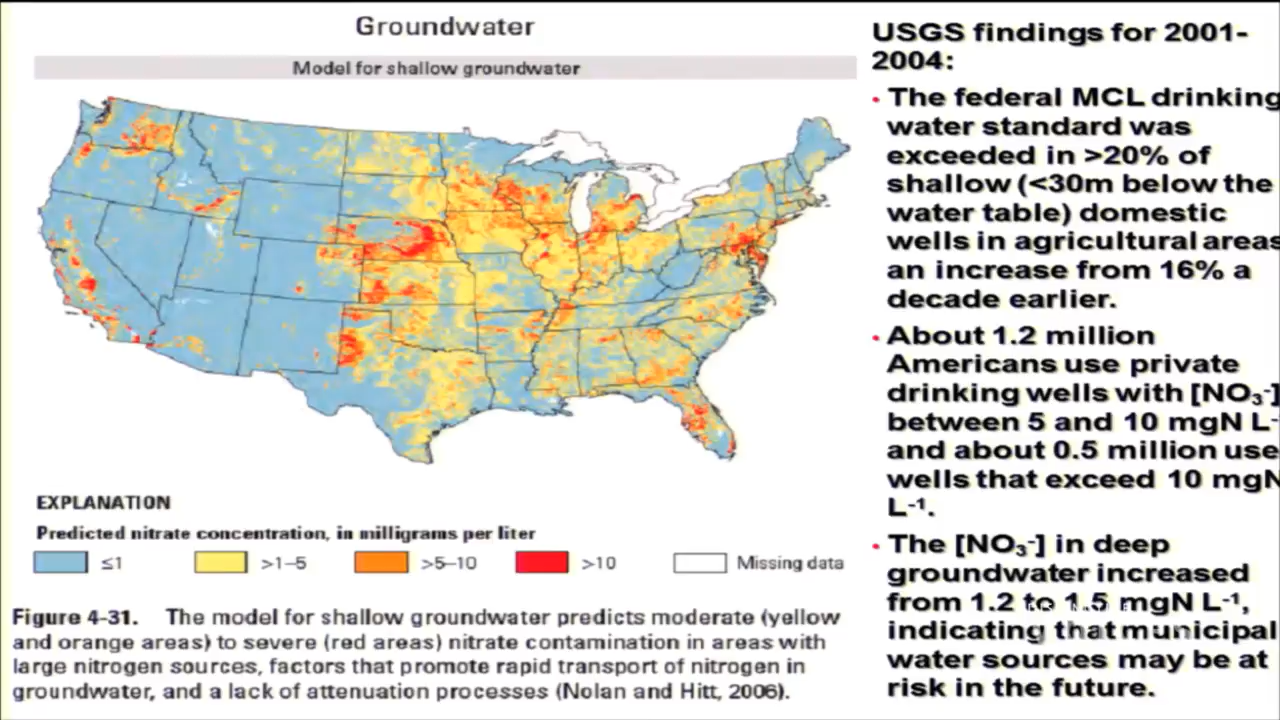 Groundwater
Model for shallow groundwater
EXPLANATION
Predicted nitrate concentration, in milligrams per liter
≤1
>1–5
>5–10
>10
Missing data
Figure 4-31. The model for shallow groundwater predicts moderate (yellow
and orange areas) to severe (red areas) nitrate contamination in areas with
large nitrogen sources, factors that promote rapid transport of nitrogen in
groundwater, and a lack of attenuation processes (Nolan and Hitt, 2006).
USGS findings for 2001-
2004:
• The federal MCL drinking
water standard was
exceeded in >20% of
shallow (<30m below the
water table) domestic
wells in agricultural areas
an increase from 16% a
decade earlier.
• About 1.2 million
Americans use private
drinking wells with [NO₃⁻]
between 5 and 10 mgN L⁻
and about 0.5 million use
wells that exceed 10 mgN
L⁻¹.
• The [NO₃⁻] in deep
groundwater increased
from 1.2 to 1.5 mgN L⁻¹,
indicating that municipal
water sources may be at
risk in the future.